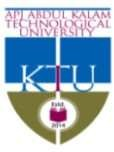 APJ ABDUL KALAM
TECHNOLOGICAL
UNIVERSITY
KTU
Estd.
2014